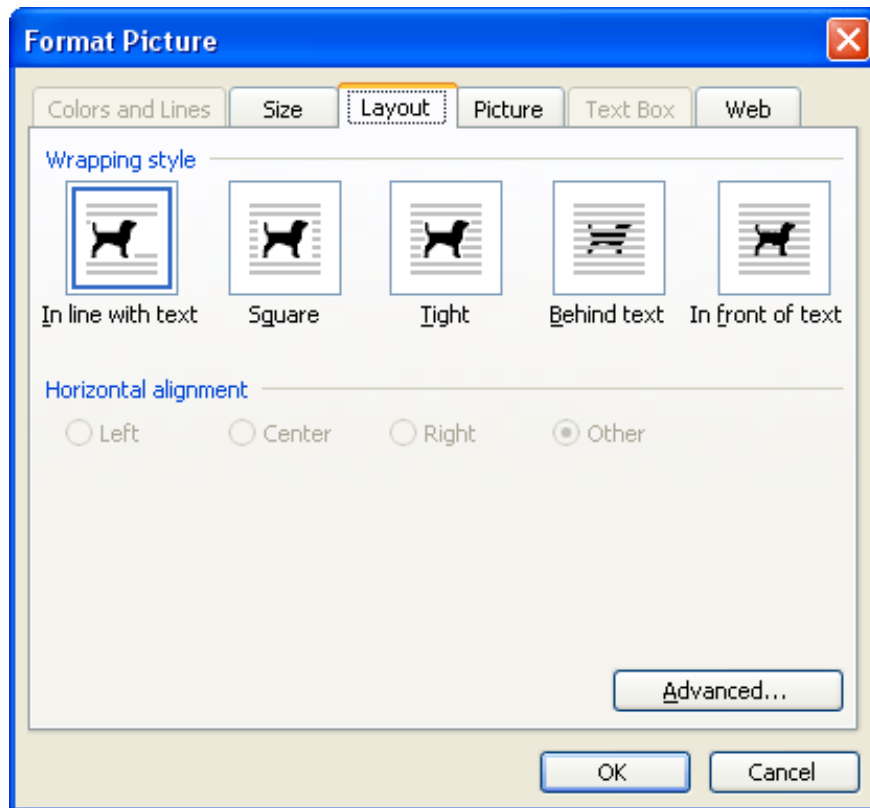 Format Picture
Colors and Lines Size Layout Picture Text Box Web
Wrapping style
In line with text Square Tight Behind text In front of text
Horizontal alignment
Left Center Right Other
Advanced...
OK Cancel